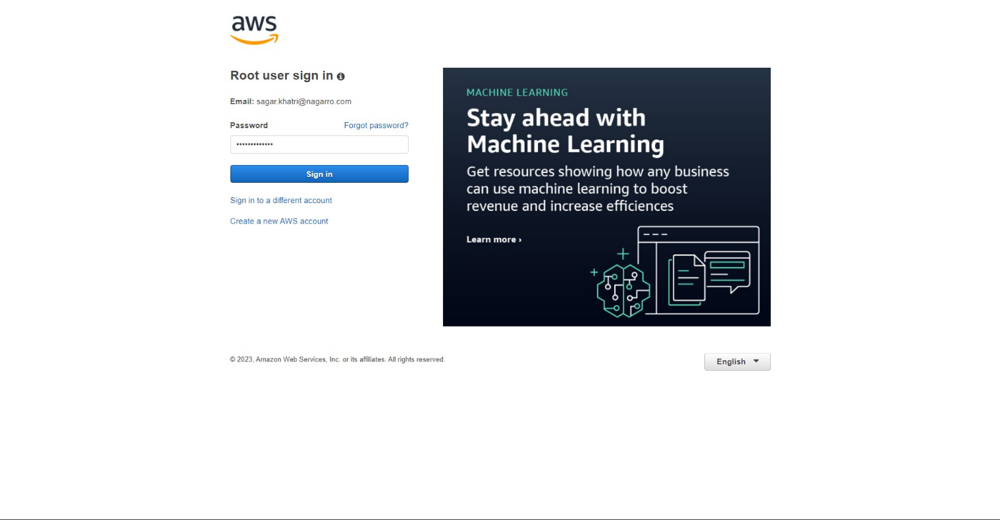 aws
Root user sign in
Email: sagar.khatri@nagarro.com
Password Forgot password?
•••••••••••••
Sign in
Sign in to a different account
Create a new AWS account
MACHINE LEARNING
Stay ahead with
Machine Learning
Get resources showing how any business
can use machine learning to boost
revenue and increase efficiences
Learn more ›
© 2023, Amazon Web Services, Inc. or its affiliates. All rights reserved.
English